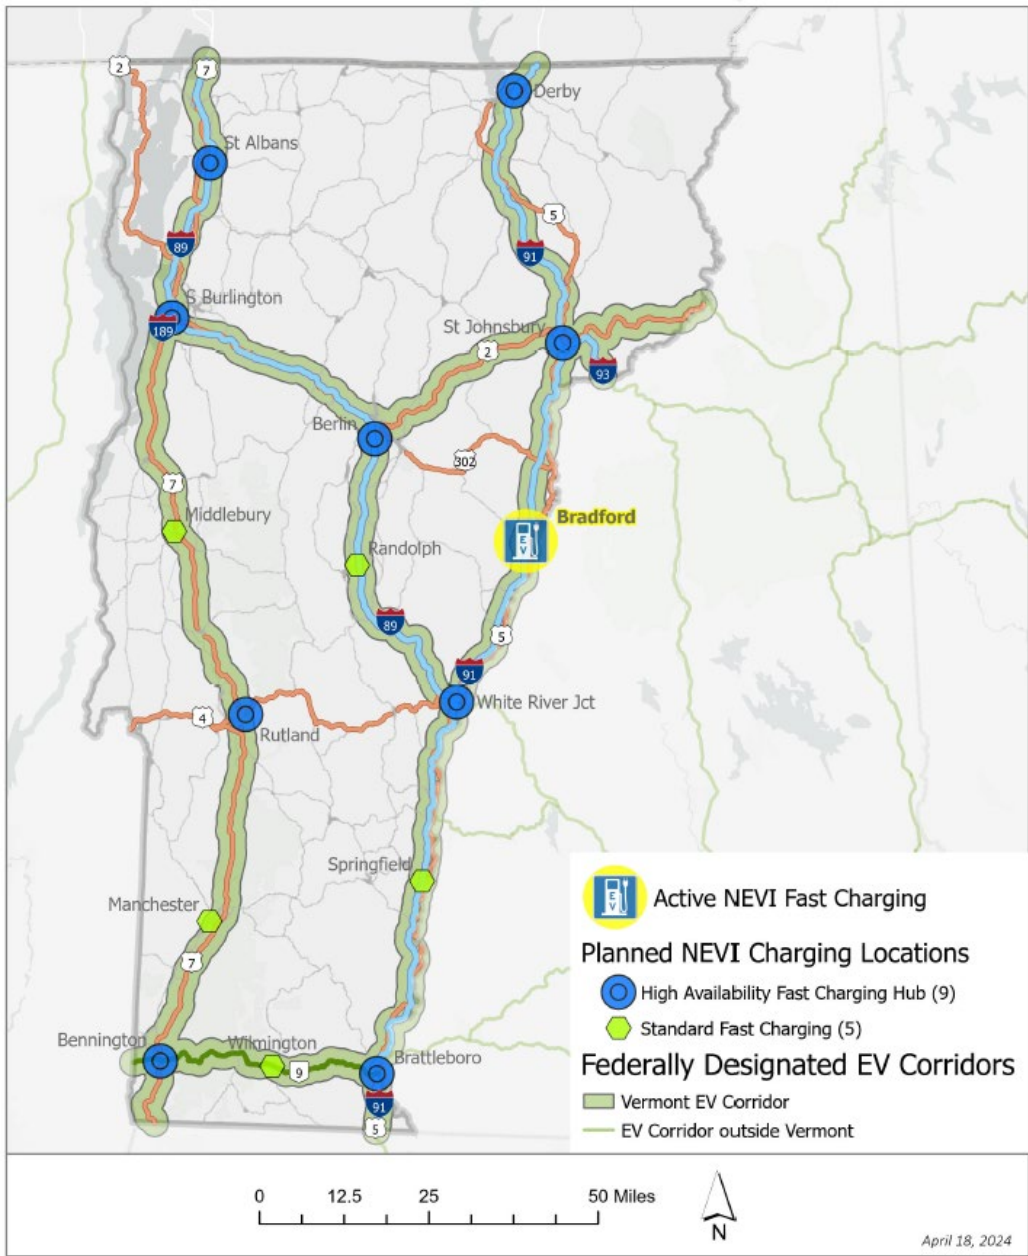 2
7
Derby
St Albans
5
89
91
S Burlington
189
St Johnsbury
2
93
Berlin
302
7
Middlebury
Bradford
EV
Randolph
89
5
91
White River Jct
4
Rutland
Springfield
Manchester
7
Bennington
Wilmington
9
Brattleboro
91
5
EV
Active NEVI Fast Charging
Planned NEVI Charging Locations
High Availability Fast Charging Hub (9)
Standard Fast Charging (5)
Federally Designated EV Corridors
Vermont EV Corridor
EV Corridor outside Vermont
0 12.5 25 50 Miles
N
April 18, 2024